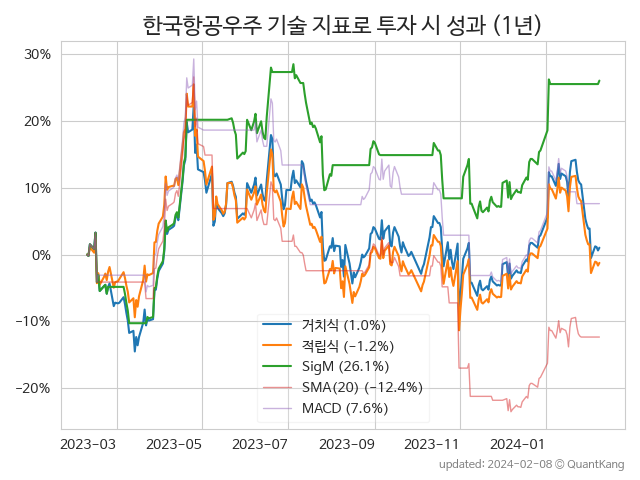 한국항공우주 기술 지표로 투자 시 성과 (1년)
30%
20%
10%
0%
−10%
−20%
거치식 (1.0%)
적립식 (−1.2%)
SigM (26.1%)
SMA(20) (−12.4%)
MACD (7.6%)
2023-03
2023-05
2023-07
2023-09
2023-11
2024-01
updated: 2024-02-08 © QuantKang